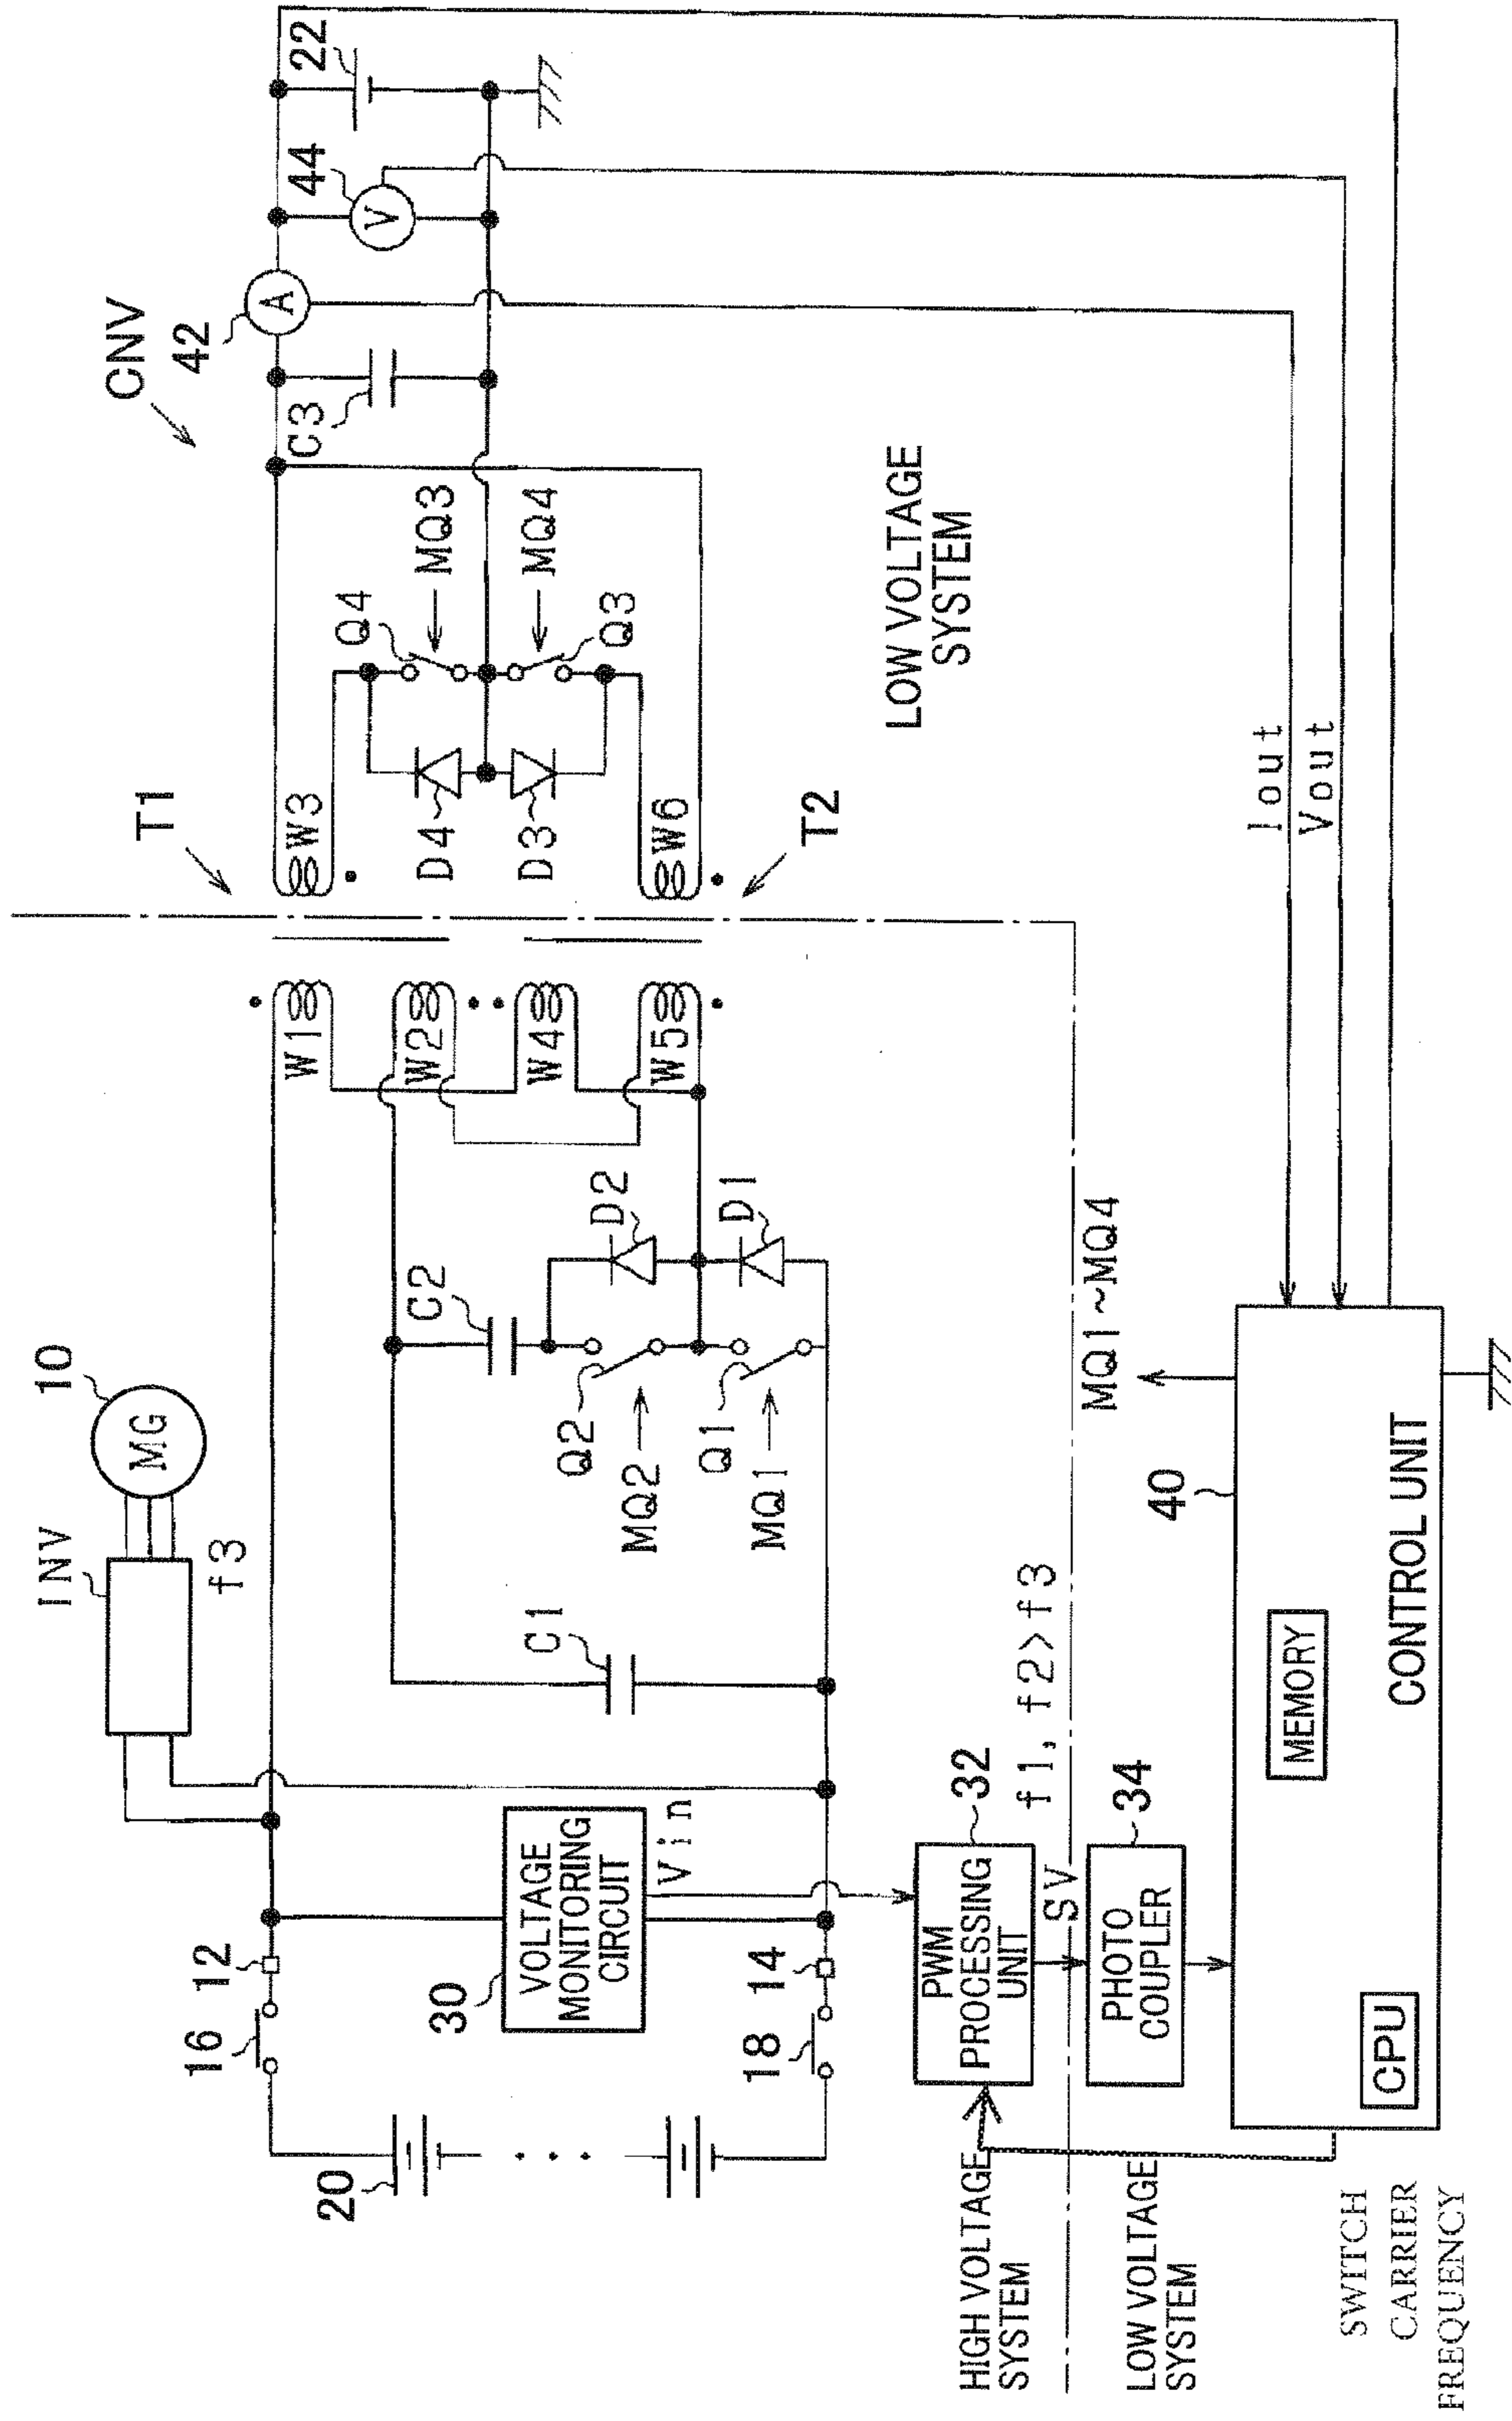 INV
10
MG
f3
16
12
20
30
VOLTAGE
MONITORING
CIRCUIT
Vin
18
14
C1
C2
Q2
MQ2
Q1
MQ1
D2
D1
W1
W2
W4
W5
T1
T2
W3
W6
D4
D3
Q4
MQ3
MQ4
Q3
CNV
42
A
C3
44
V
22
LOW VOLTAGE
SYSTEM
HIGH VOLTAGE
SYSTEM
LOW VOLTAGE
SYSTEM
PWM
PROCESSING
UNIT
32
f1, f2>f3
SV
PHOTO
COUPLER
34
MQ1~MQ4
Iout
Vout
40
MEMORY
CPU
CONTROL UNIT
SWITCH
CARRIER
FREQUENCY